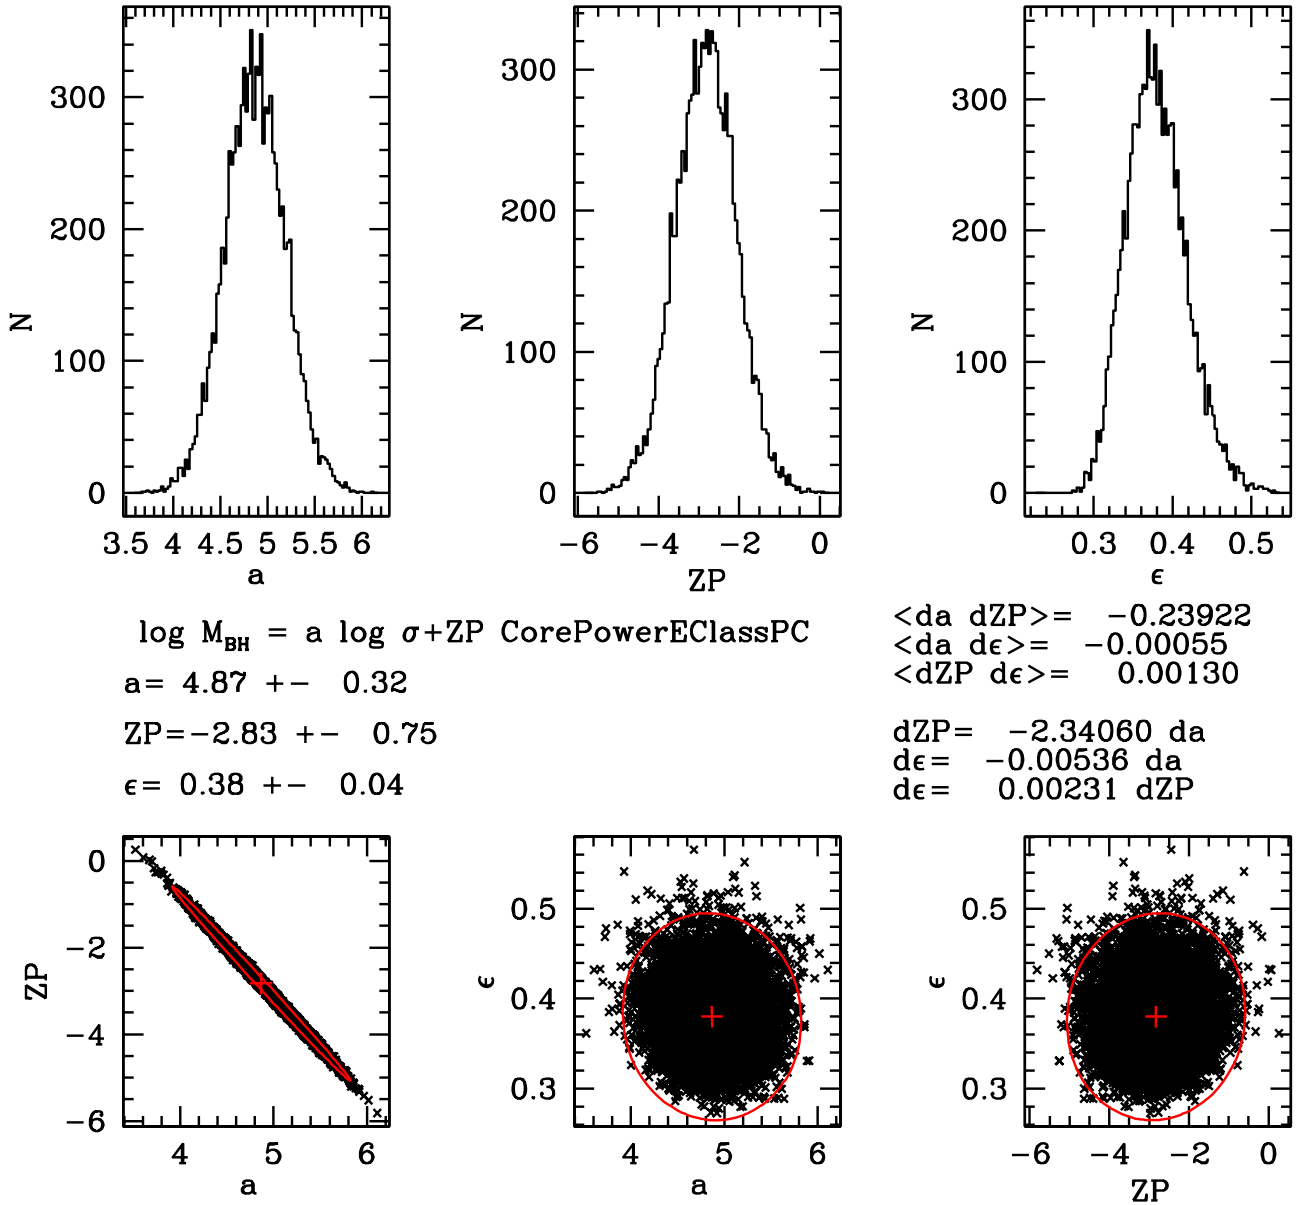 300
200
100
0
N
3.5 4 4.5 5 5.5 6
a
300
200
100
0
N
−6 −4 −2 0
ZP
300
200
100
0
N
0.3 0.4 0.5
ϵ
log M_BH = a log σ+ZP CorePowerEClassPC
a= 4.87 +− 0.32
ZP=−2.83 +− 0.75
ϵ= 0.38 +− 0.04
<da dZP>= −0.23922
<da dϵ>= −0.00055
<dZP dϵ>= 0.00130
dZP= −2.34060 da
dϵ= −0.00536 da
dϵ= 0.00231 dZP
0
−2
−4
−6
ZP
4 5 6
a
0.5
0.4
0.3
ϵ
4 5 6
a
0.5
0.4
0.3
ϵ
−6 −4 −2 0
ZP